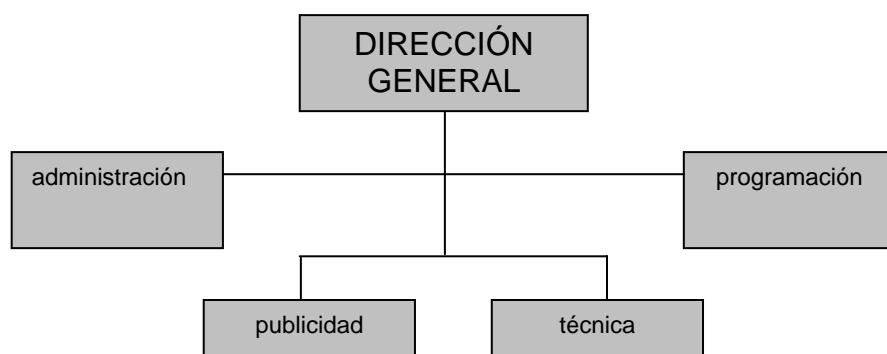 DIRECCIÓN
GENERAL
administración
programación
publicidad
técnica